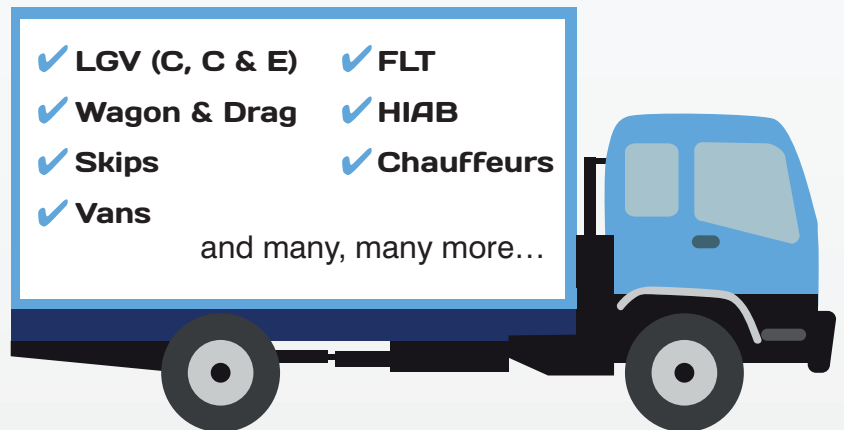 LGV (C, C & E)
Wagon & Drag
Skips
Vans
FLT
HIAB
Chauffeurs
and many, many more…